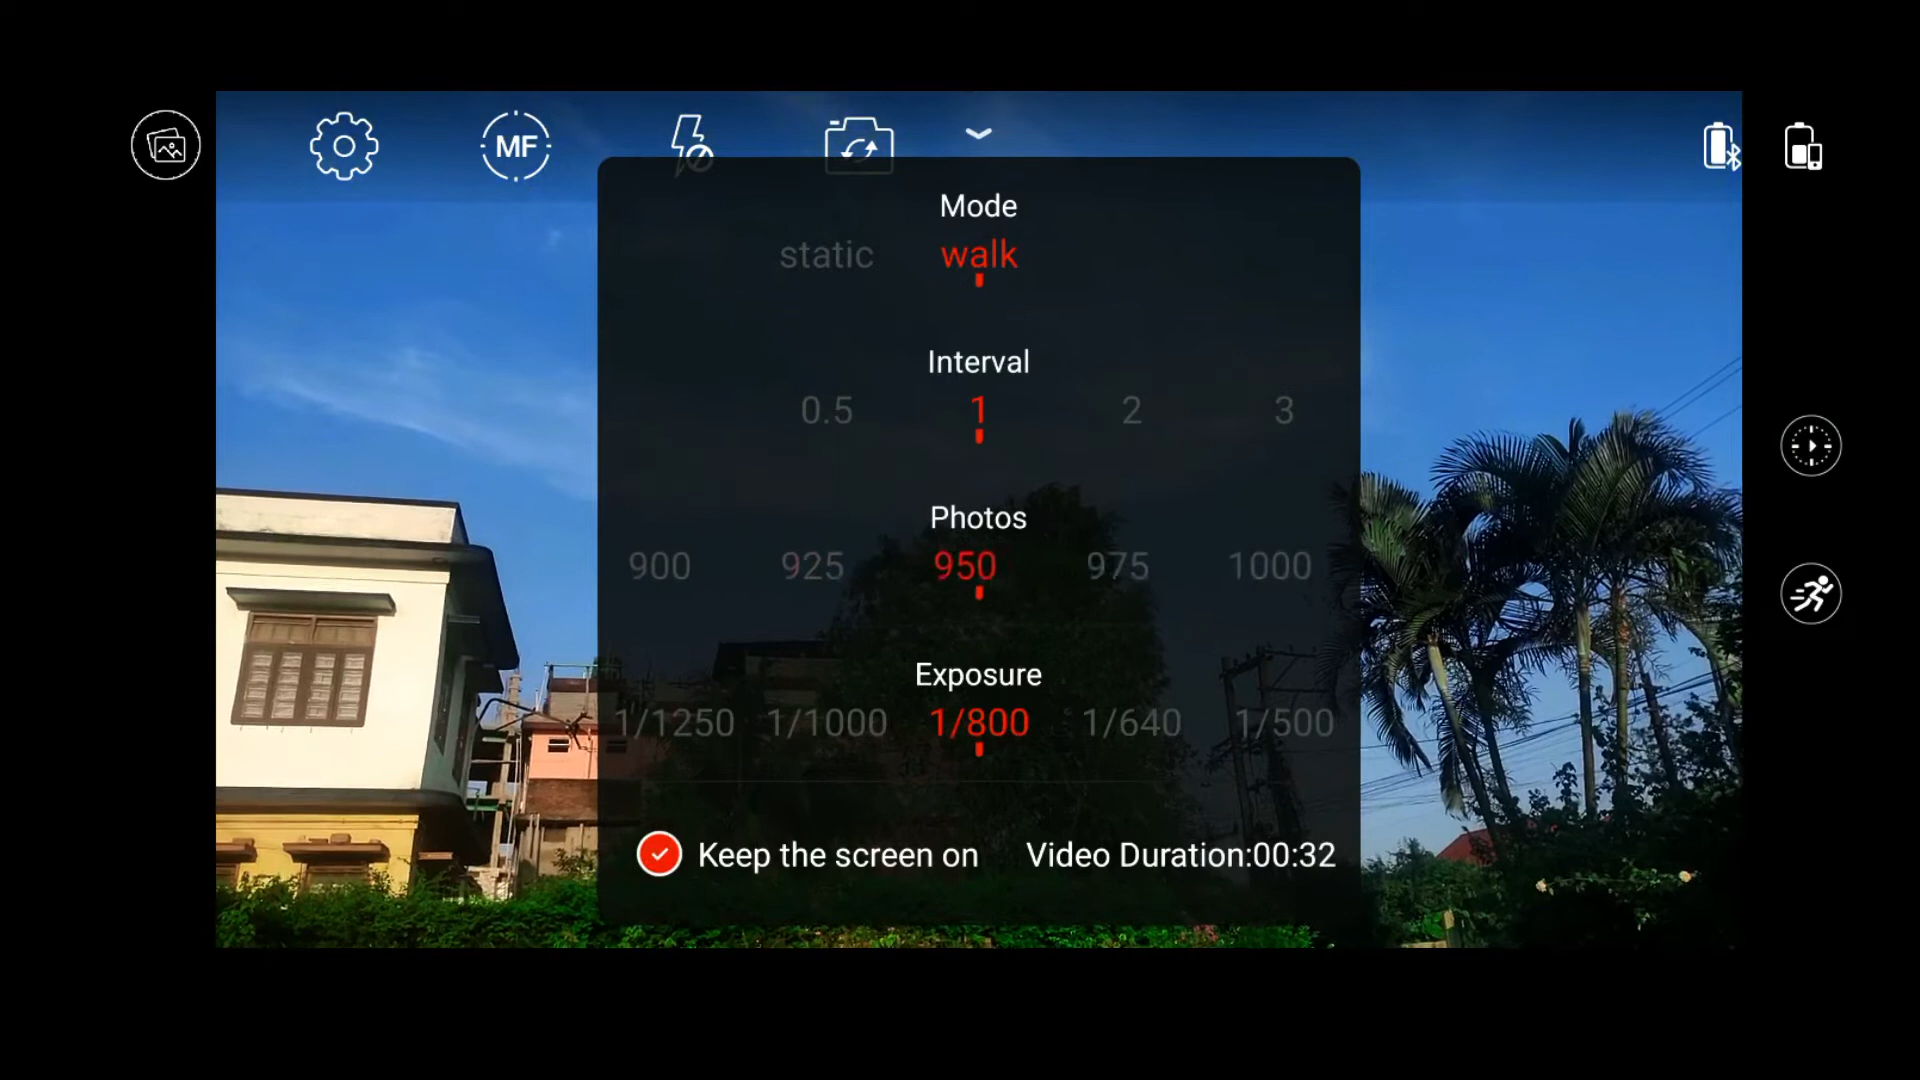 MF
Mode
static walk
Interval
0.5 1 2 3
Photos
900 925 950 975 1000
Exposure
1/1250 1/1000 1/800 1/640 1/500
Keep the screen on Video Duration:00:32